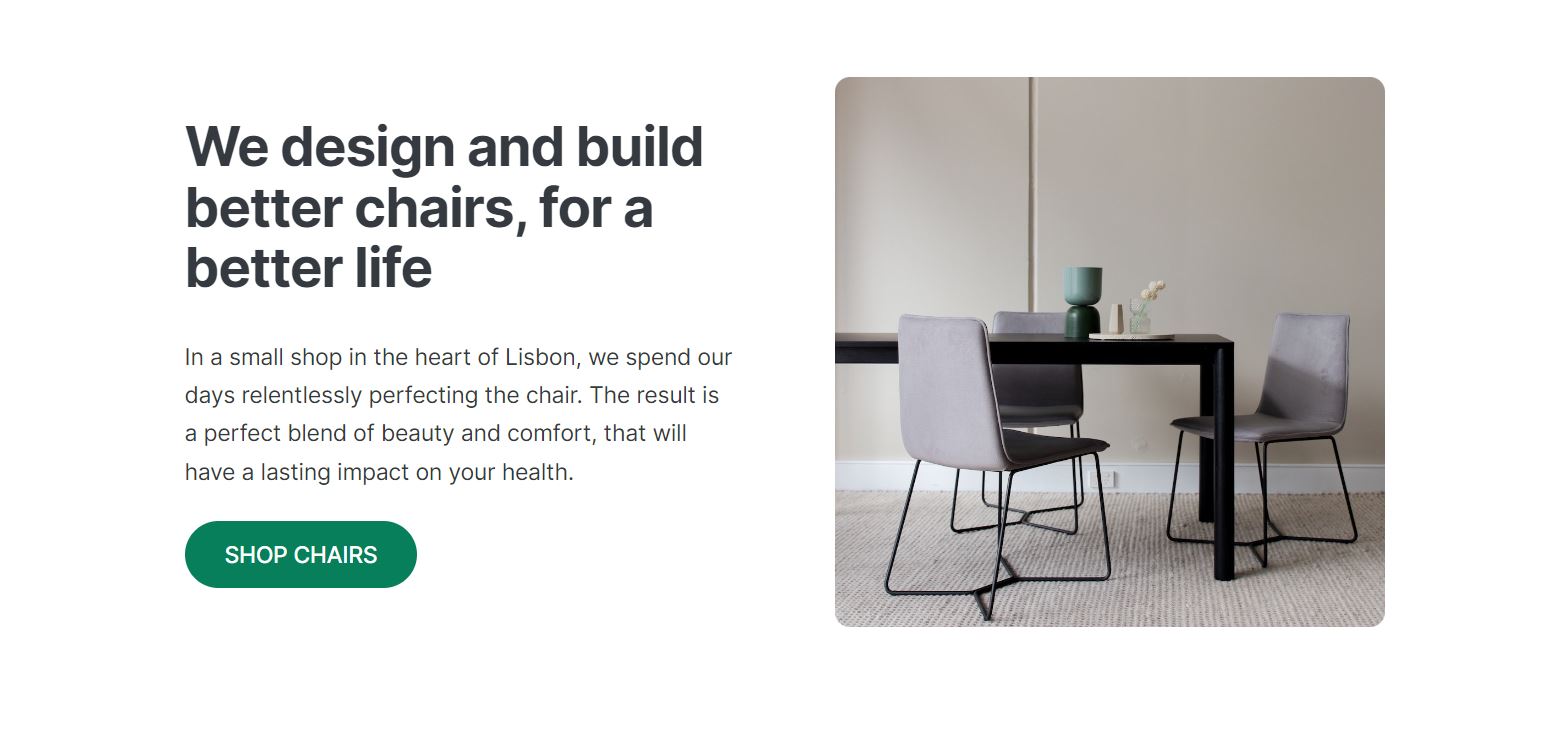 We design and build
better chairs, for a
better life
In a small shop in the heart of Lisbon, we spend our
days relentlessly perfecting the chair. The result is
a perfect blend of beauty and comfort, that will
have a lasting impact on your health.
SHOP CHAIRS